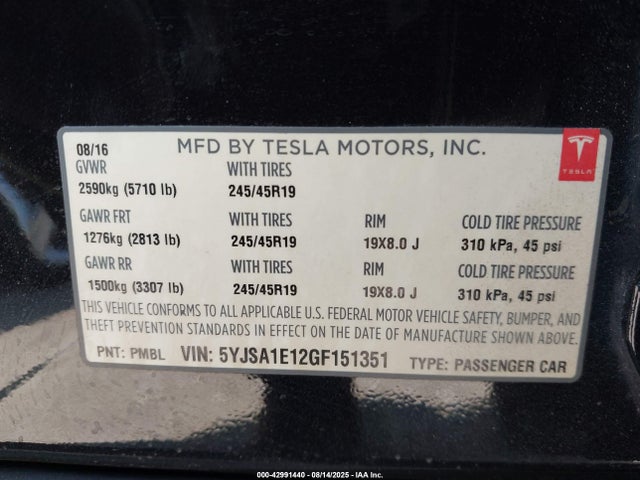 08/16 MFD BY TESLA MOTORS, INC.
TESLA
GVWR WITH TIRES
2590kg (5710 lb) 245/45R19
GAWR FRT WITH TIRES RIM COLD TIRE PRESSURE
1276kg (2813 lb) 245/45R19 19X8.0 J 310 kPa, 45 psi
GAWR RR WITH TIRES RIM COLD TIRE PRESSURE
1500kg (3307 lb) 245/45R19 19X8.0 J 310 kPa, 45 psi
THIS VEHICLE CONFORMS TO ALL APPLICABLE U.S. FEDERAL MOTOR VEHICLE SAFETY, BUMPER, AND
THEFT PREVENTION STANDARDS IN EFFECT ON THE DATE OF MANUFACTURE SHOWN ABOVE.
PNT: PMBL VIN: 5YJSA1E12GF151351 TYPE: PASSENGER CAR
000-42991440 - 08/14/2025 - IAA Inc.